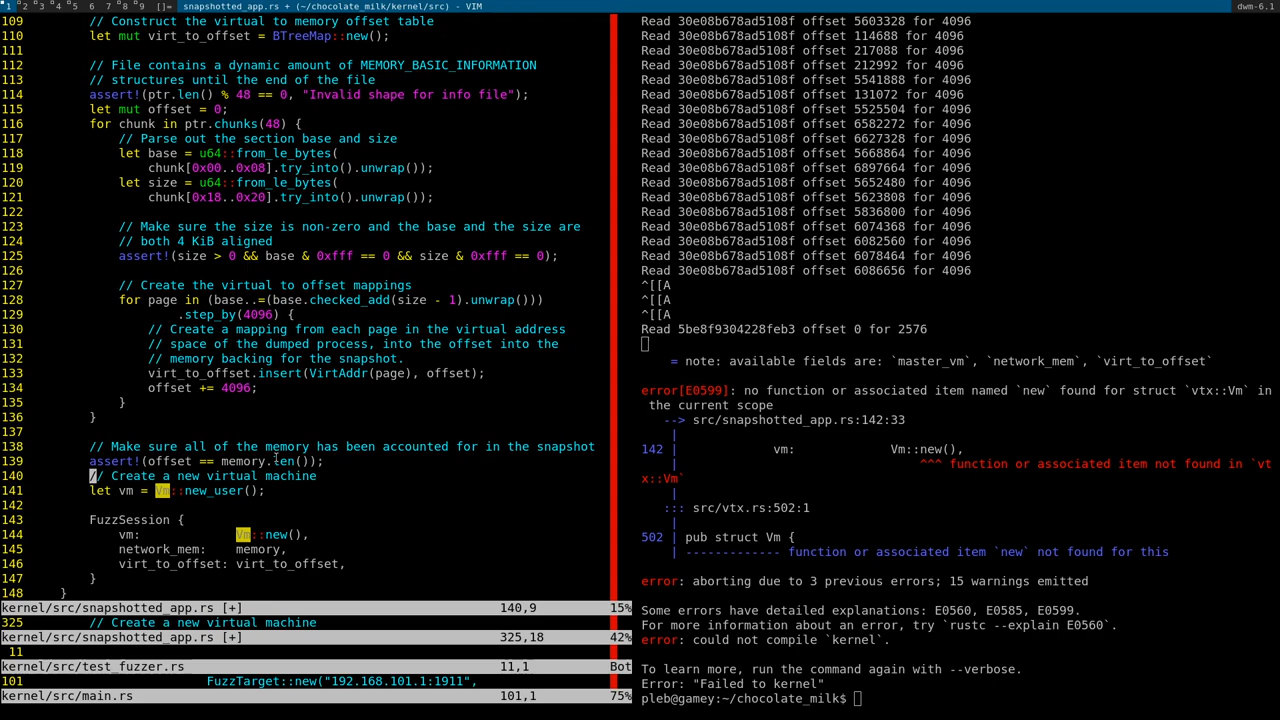 1 2 3 4 5 6 7 8 9 []= snapshotted_app.rs + (~/chocolate_milk/kernel/src) - VIM dwm-6.1
109 // Construct the virtual to memory offset table
110 let mut virt_to_offset = BTreeMap::new();
111
112 // File contains a dynamic amount of MEMORY_BASIC_INFORMATION
113 // structures until the end of the file
114 assert!(ptr.len() % 48 == 0, "Invalid shape for info file");
115 let mut offset = 0;
116 for chunk in ptr.chunks(48) {
117 // Parse out the section base and size
118 let base = u64::from_le_bytes(
119 chunk[0x00..0x08].try_into().unwrap());
120 let size = u64::from_le_bytes(
121 chunk[0x18..0x20].try_into().unwrap());
122
123 // Make sure the size is non-zero and the base and the size are
124 // both 4 KiB aligned
125 assert!(size > 0 && base & 0xfff == 0 && size & 0xfff == 0);
126
127 // Create the virtual to offset mappings
128 for page in (base..=(base.checked_add(size - 1).unwrap()))
129 .step_by(4096) {
130 // Create a mapping from each page in the virtual address
131 // space of the dumped process, into the offset into the
132 // memory backing for the snapshot.
133 virt_to_offset.insert(VirtAddr(page), offset);
134 offset += 4096;
135 }
136 }
137
138 // Make sure all of the memory has been accounted for in the snapshot
139 assert!(offset == memory.len());
140 // Create a new virtual machine
141 let vm = Vm::new_user();
142
143 FuzzSession {
144 vm: Vm::new(),
145 network_mem: memory,
146 virt_to_offset: virt_to_offset,
147 }
148 }
kernel/src/snapshotted_app.rs [+] 140,9 15%
325 // Create a new virtual machine
kernel/src/snapshotted_app.rs [+] 325,18 42%
11
kernel/src/test_fuzzer.rs 11,1 Bot
101 FuzzTarget::new("192.168.101.1:1911",
kernel/src/main.rs 101,1 75%
Read 30e08b678ad5108f offset 5603328 for 4096
Read 30e08b678ad5108f offset 114688 for 4096
Read 30e08b678ad5108f offset 217088 for 4096
Read 30e08b678ad5108f offset 212992 for 4096
Read 30e08b678ad5108f offset 5541888 for 4096
Read 30e08b678ad5108f offset 131072 for 4096
Read 30e08b678ad5108f offset 5525504 for 4096
Read 30e08b678ad5108f offset 6582272 for 4096
Read 30e08b678ad5108f offset 6627328 for 4096
Read 30e08b678ad5108f offset 5668864 for 4096
Read 30e08b678ad5108f offset 6897664 for 4096
Read 30e08b678ad5108f offset 5652480 for 4096
Read 30e08b678ad5108f offset 5623808 for 4096
Read 30e08b678ad5108f offset 5836800 for 4096
Read 30e08b678ad5108f offset 6074368 for 4096
Read 30e08b678ad5108f offset 6082560 for 4096
Read 30e08b678ad5108f offset 6078464 for 4096
Read 30e08b678ad5108f offset 6086656 for 4096
^[[A
^[[A
^[[A
Read 5be8f9304228feb3 offset 0 for 2576
= note: available fields are: `master_vm`, `network_mem`, `virt_to_offset`
error[E0599]: no function or associated item named `new` found for struct `vtx::Vm` in
the current scope
--> src/snapshotted_app.rs:142:33
|
142 | vm: Vm::new(),
| ^^^ function or associated item not found in `vt
x::Vm`
|
::: src/vtx.rs:502:1
|
502 | pub struct Vm {
| ------------- function or associated item `new` not found for this
error: aborting due to 3 previous errors; 15 warnings emitted
Some errors have detailed explanations: E0560, E0585, E0599.
For more information about an error, try `rustc --explain E0560`.
error: could not compile `kernel`.
To learn more, run the command again with --verbose.
Error: "Failed to kernel"
pleb@gamey:~/chocolate_milk$